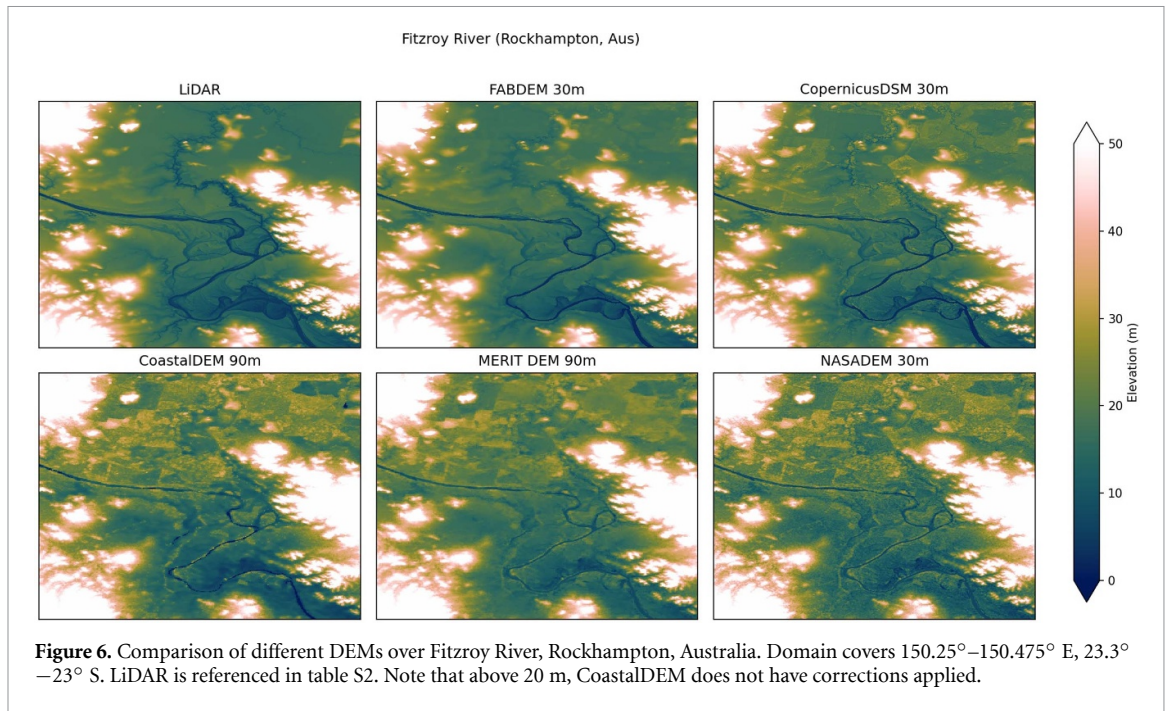 Fitzroy River (Rockhampton, Aus)
LiDAR
FABDEM 30m
CopernicusDSM 30m
CoastalDEM 90m
MERIT DEM 90m
NASADEM 30m
50
40
30
20
10
0
Elevation (m)
Figure 6. Comparison of different DEMs over Fitzroy River, Rockhampton, Australia. Domain covers 150.25°–150.475° E, 23.3°
−23° S. LiDAR is referenced in table S2. Note that above 20 m, CoastalDEM does not have corrections applied.